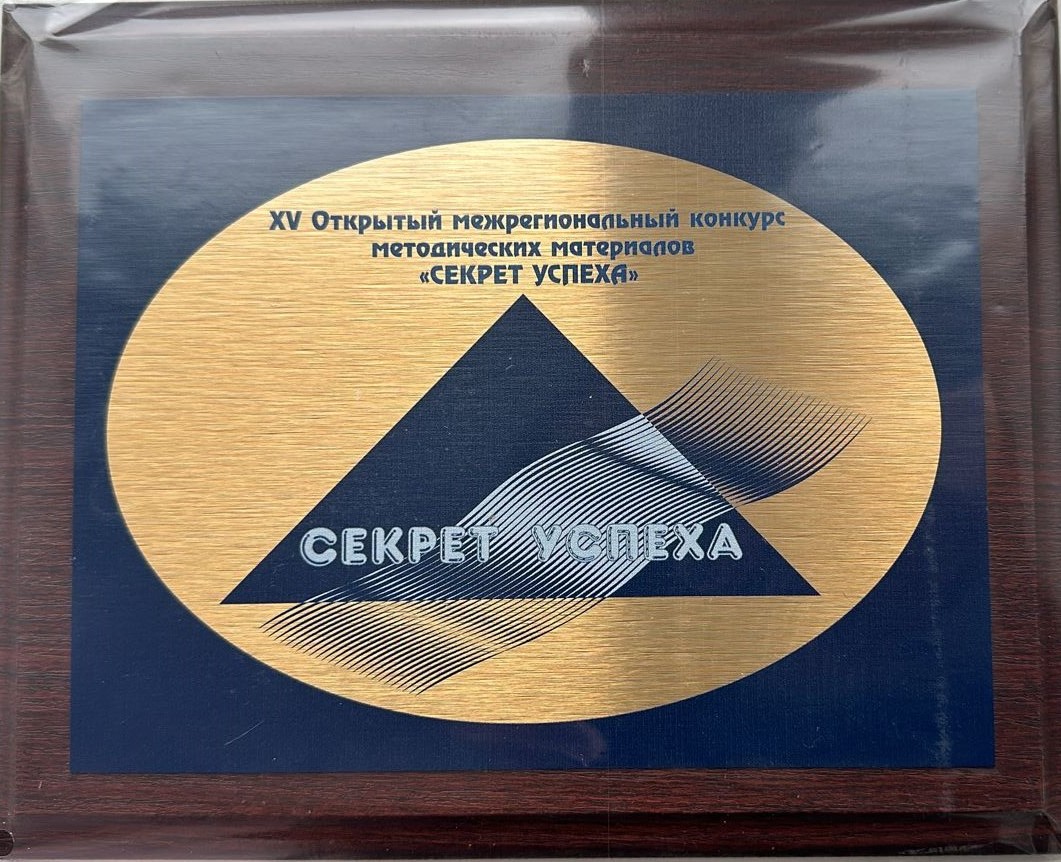 XV Открытый межрегиональный конкурс
методических материалов
«СЕКРЕТ УСПЕХА»
СЕКРЕТ УСПЕХА